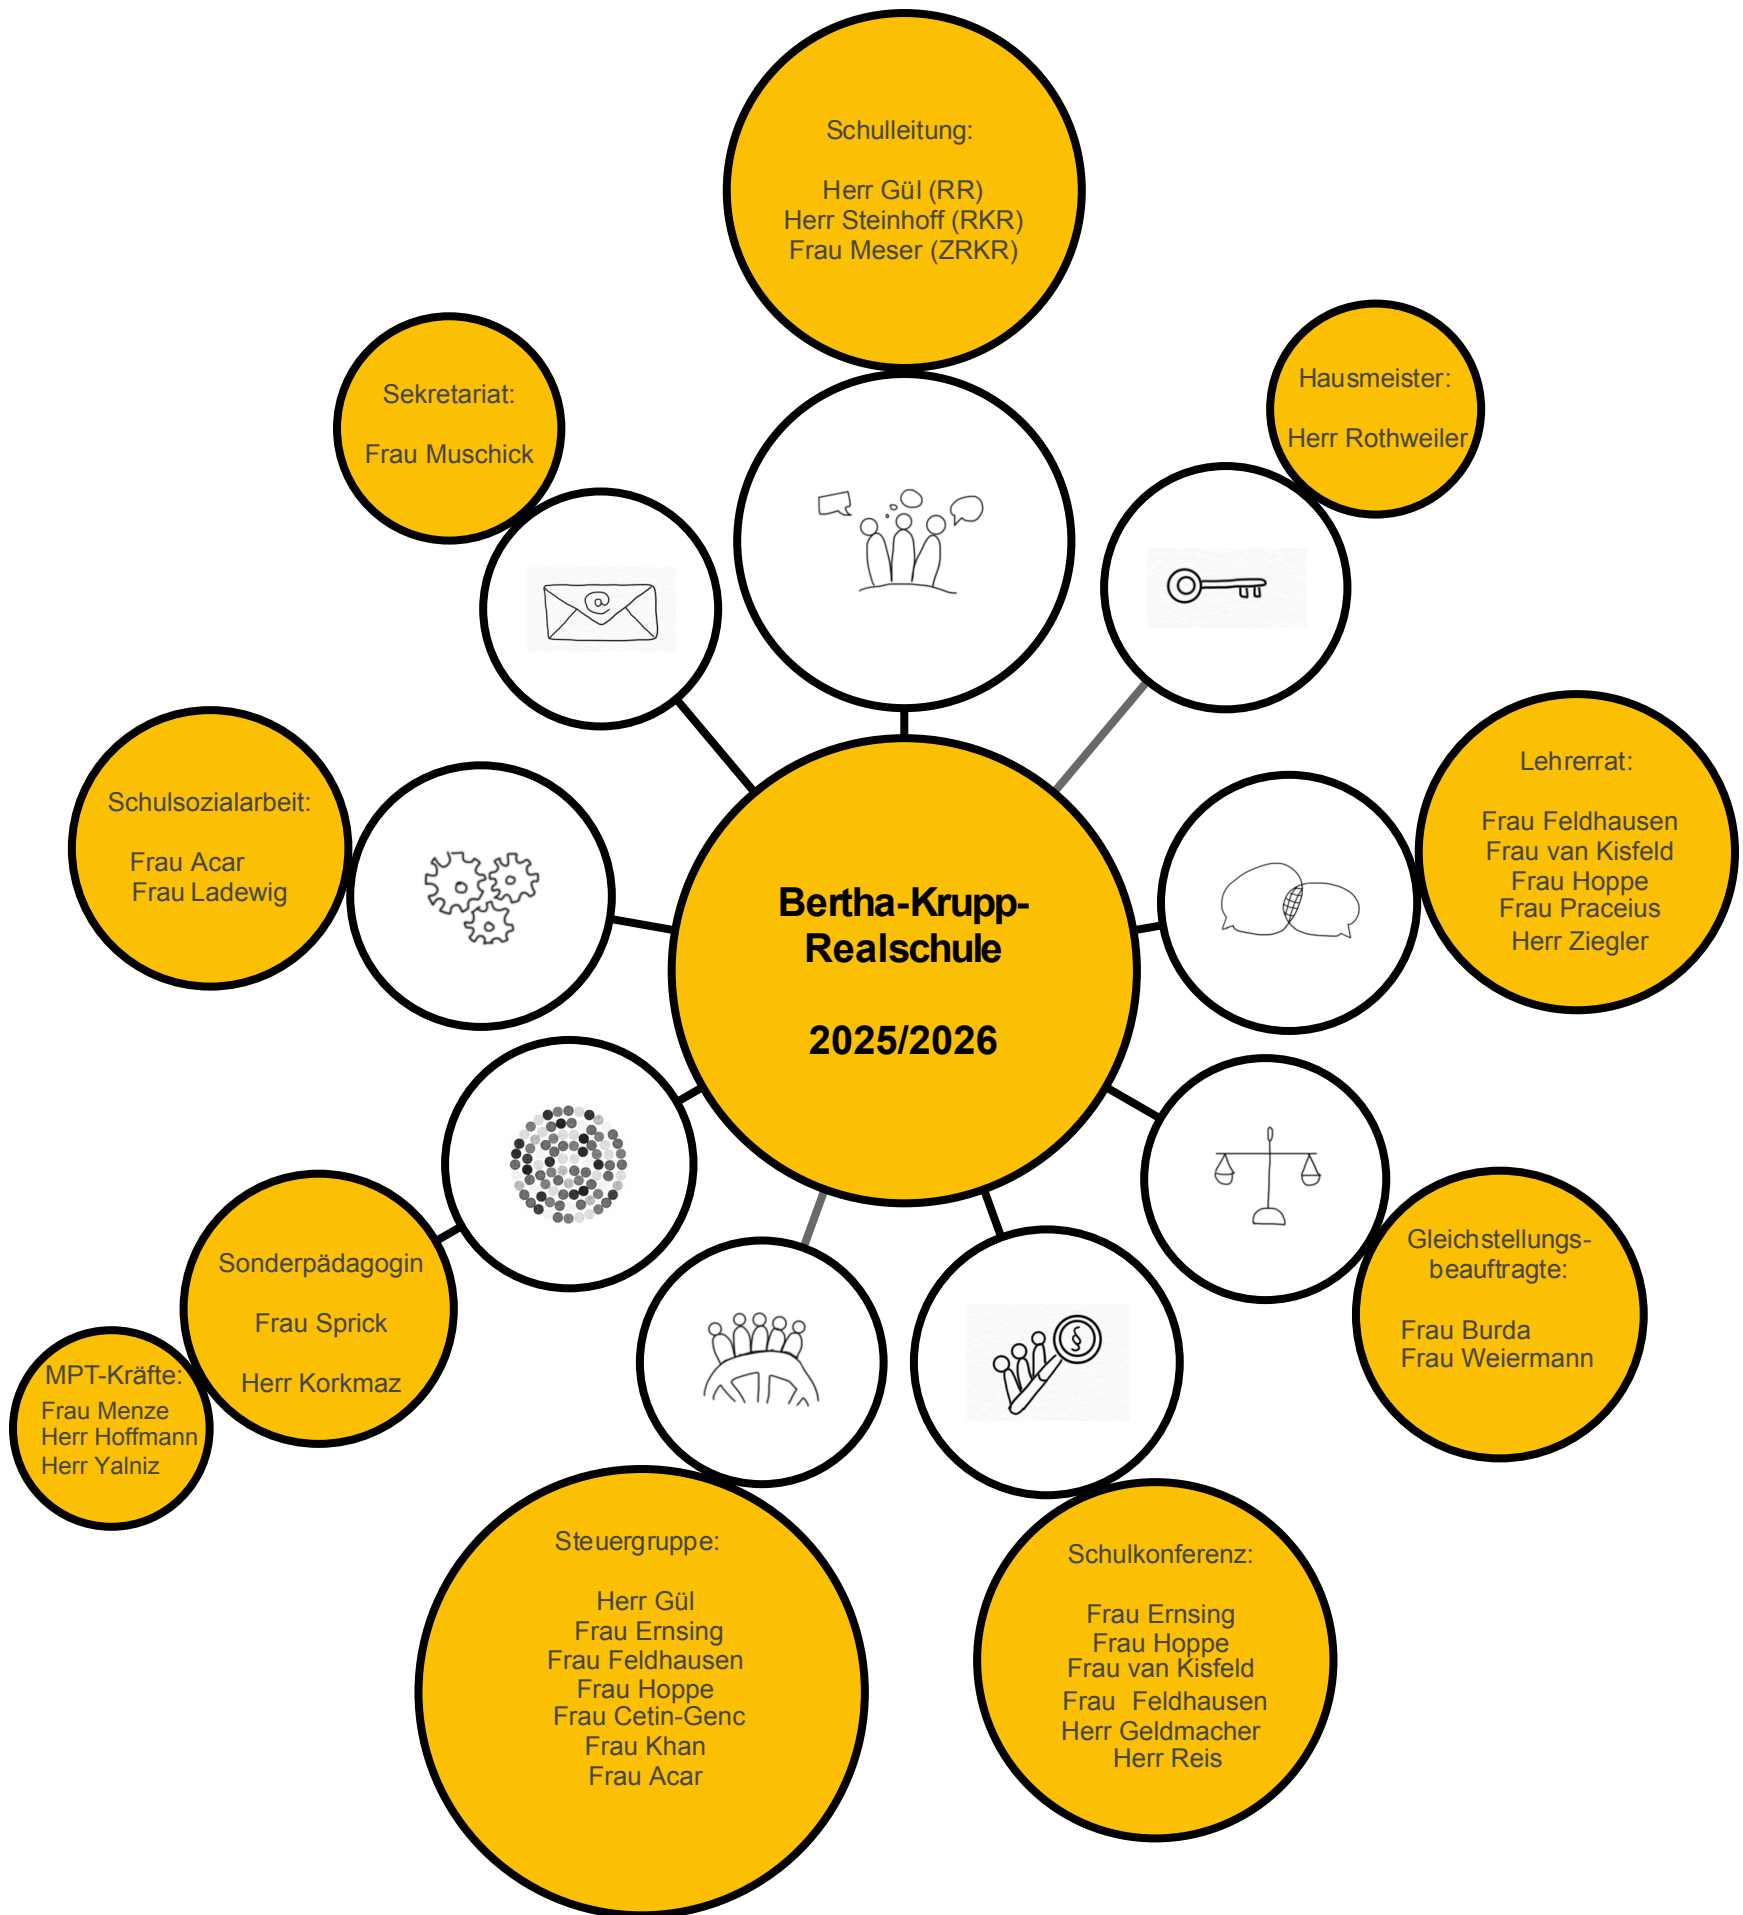 Schulleitung:
Herr Gül (RR)
Herr Steinhoff (RKR)
Frau Meser (ZRKR)
Sekretariat:
Frau Muschick
Hausmeister:
Herr Rothweiler
@
Schulsozialarbeit:
Frau Acar
Frau Ladewig
Lehrerrat:
Frau Feldhausen
Frau van Kisfeld
Frau Hoppe
Frau Praceius
Herr Ziegler
Bertha-Krupp-
Realschule
2025/2026
Sonderpädagogin
Frau Sprick
Herr Korkmaz
MPT-Kräfte:
Frau Menze
Herr Hoffmann
Herr Yalniz
Gleichstellungs-
beauftragte:
Frau Burda
Frau Weiermann
§
Steuergruppe:
Herr Gül
Frau Ernsing
Frau Feldhausen
Frau Hoppe
Frau Cetin-Genc
Frau Khan
Frau Acar
Schulkonferenz:
Frau Ernsing
Frau Hoppe
Frau van Kisfeld
Frau Feldhausen
Herr Geldmacher
Herr Reis